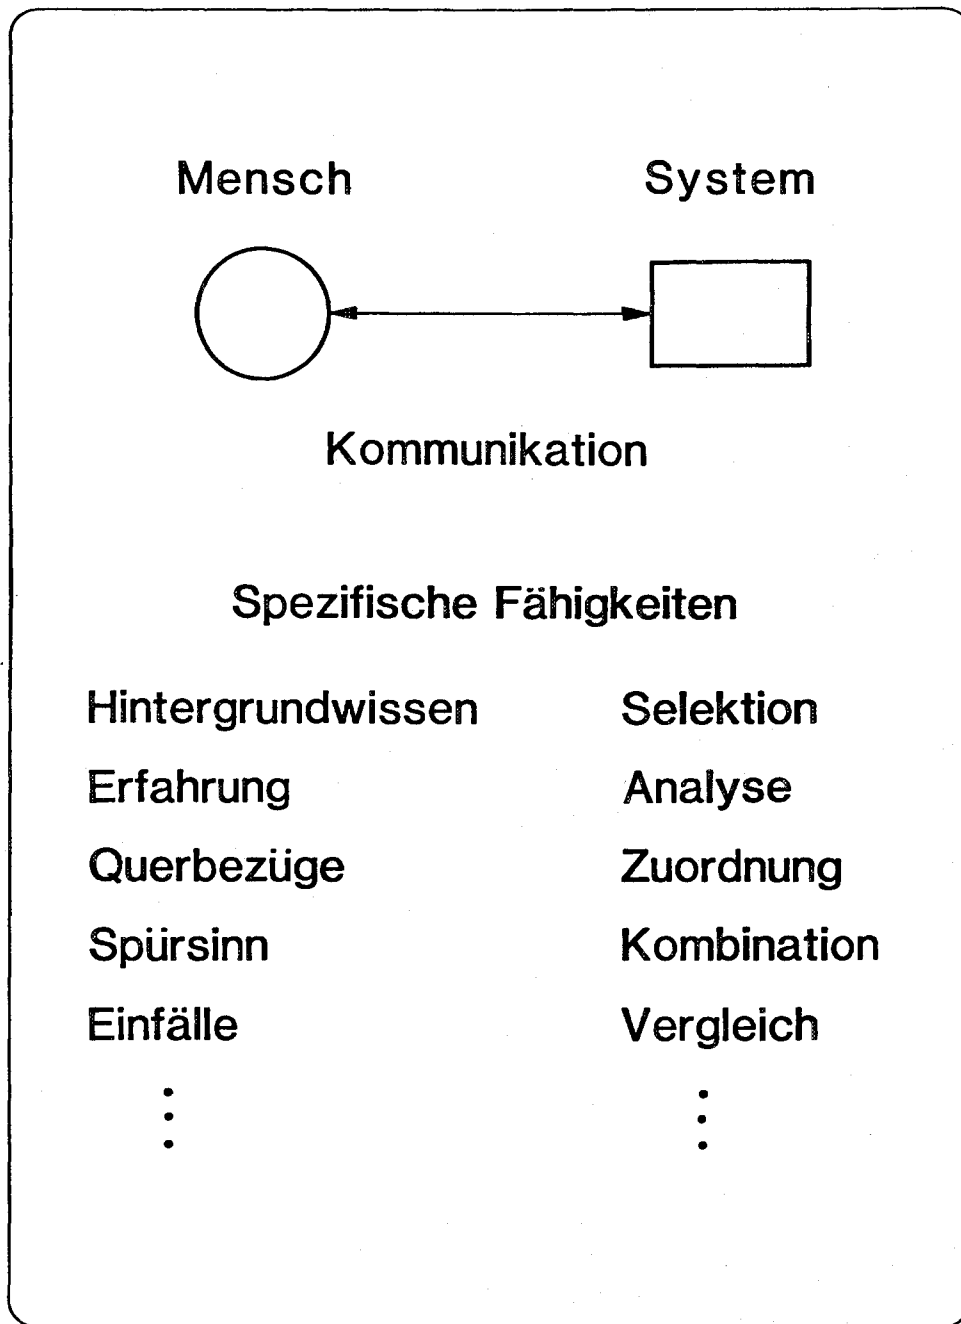 Mensch System
Kommunikation
Spezifische Fähigkeiten
Hintergrundwissen Selektion
Erfahrung Analyse
Querbezüge Zuordnung
Spürsinn Kombination
Einfälle Vergleich